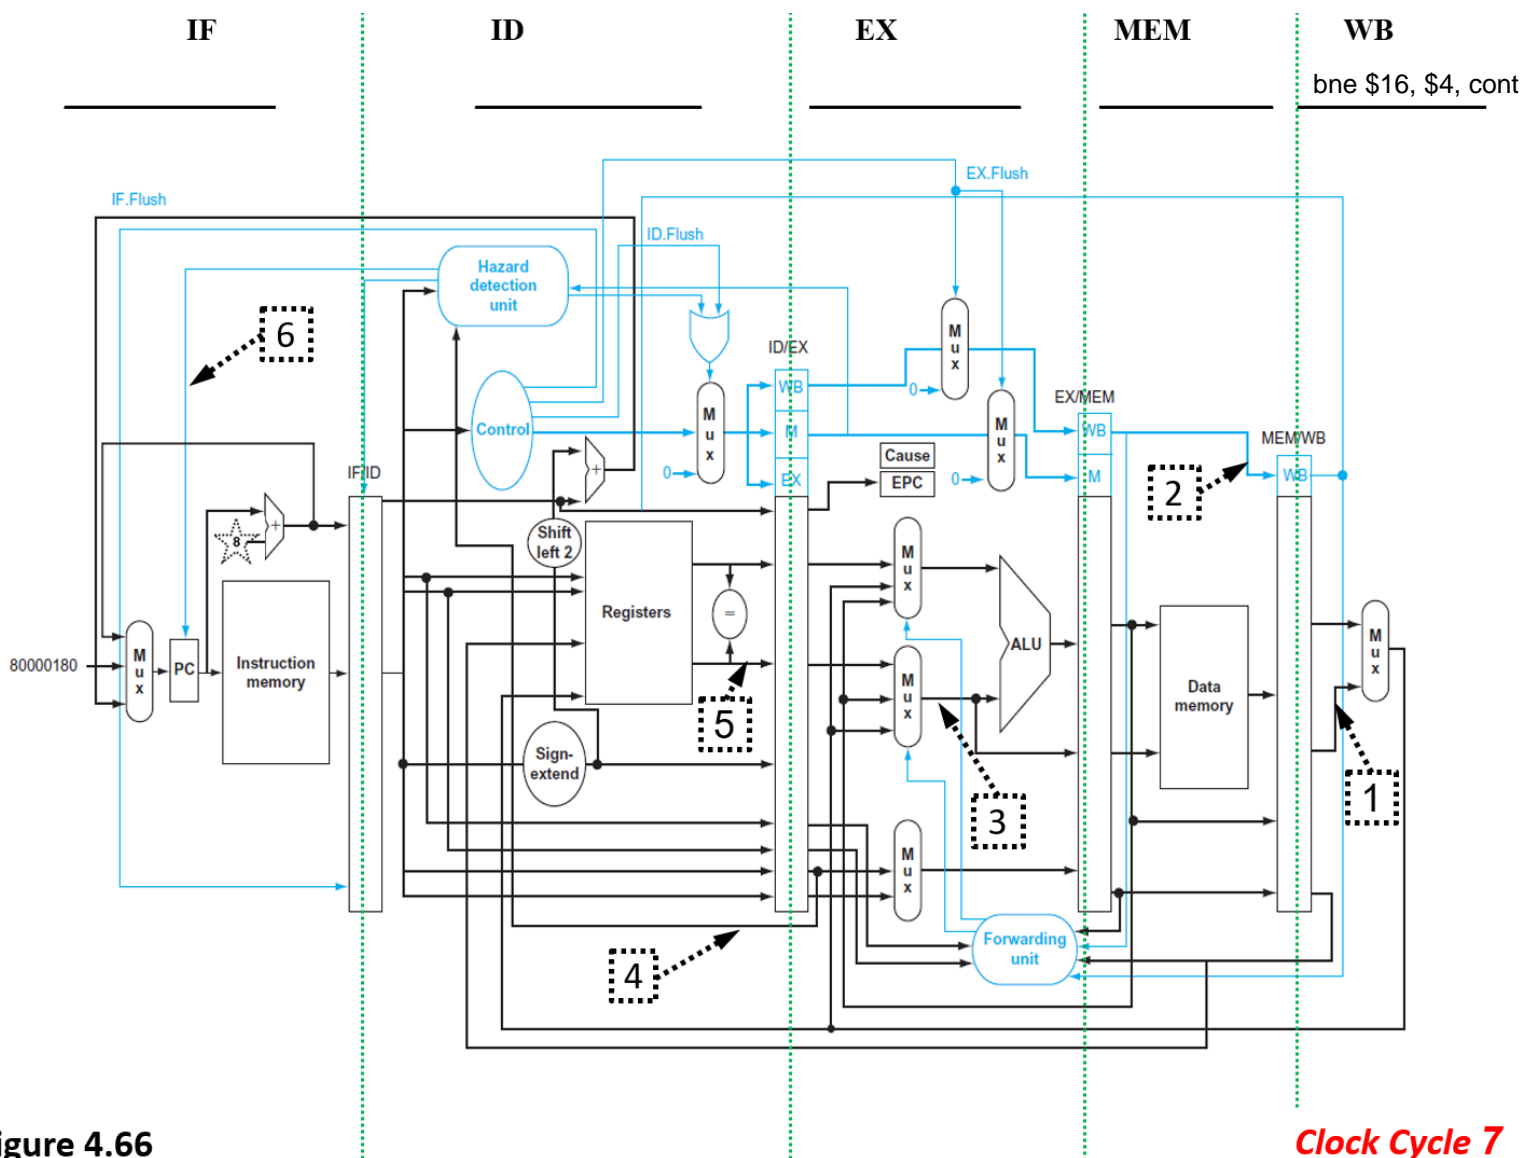 IF ID EX MEM WB
bne $16, $4, cont
EX.Flush
IF.Flush
ID.Flush
Hazard
detection
unit
6
M
u
x
ID/EX
0
WB
EX/MEM
Control
M
u
x
M
M
u
x
WB
MEM/WB
Cause
0
+
IF/ID
0
EX
EPC
M
WB
2
+
8
Shift
left 2
M
u
x
Registers
=
ALU
M
u
x
80000180
M
u
x
PC
Instruction
memory
M
u
x
Data
memory
5
Sign-
extend
3
1
M
u
x
Forwarding
unit
4
igure 4.66
Clock Cycle 7